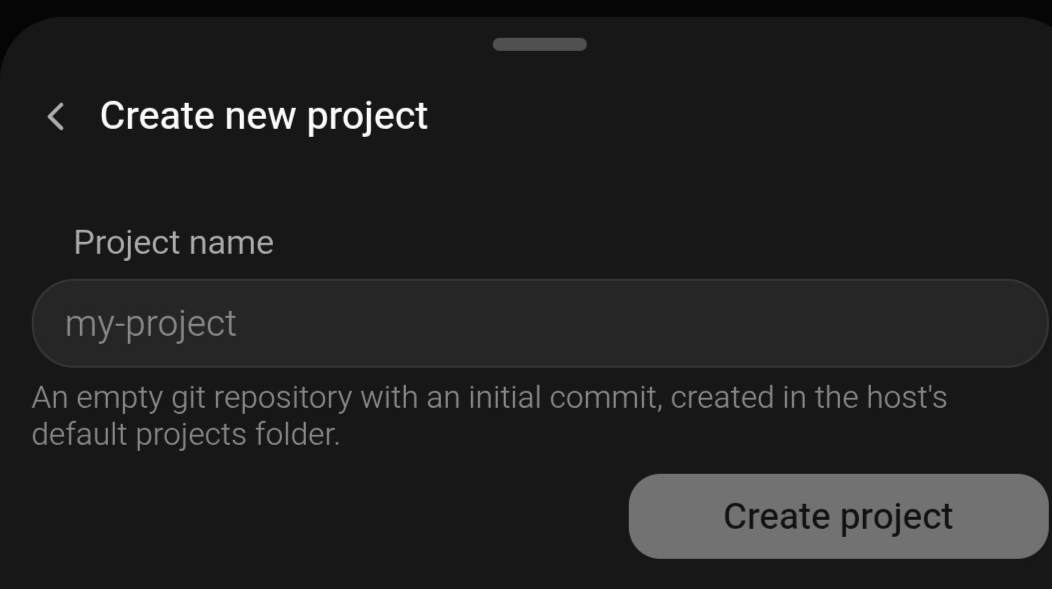 Create new project
Project name
my-project
An empty git repository with an initial commit, created in the host's
default projects folder.
Create project